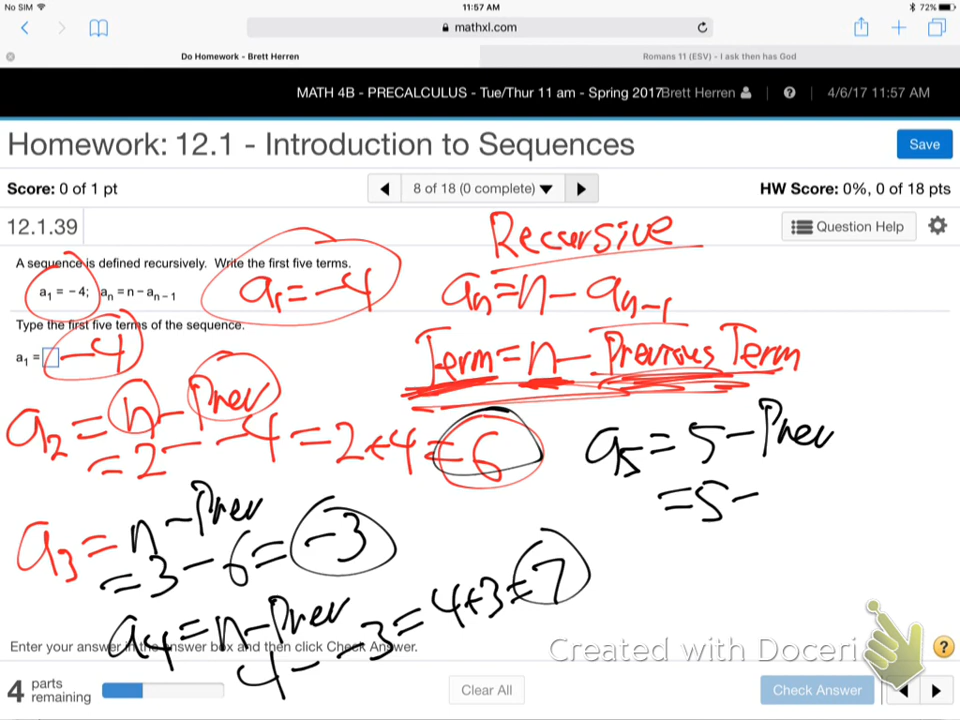 No SIM 11:57 AM 72%
mathxl.com
Do Homework - Brett Herren Romans 11 (ESV) - I ask then has God
MATH 4B - PRECALCULUS - Tue/Thur 11 am - Spring 2017Brett Herren ? 4/6/17 11:57 AM
Homework: 12.1 - Introduction to Sequences Save
Score: 0 of 1 pt 8 of 18 (0 complete) HW Score: 0%, 0 of 18 pts
12.1.39 Question Help
Recursive
A sequence is defined recursively. Write the first five terms.
a₁ = −4; aₙ = n − aₙ₋₁
a₁ = −4 aₙ = n − aₙ₋₁
Type the first five terms of the sequence.
a₁ = −4
Term = n − Previous Term
a₂ = n − Prev
= 2 − −4 = 2+4 = 6
a₅ = 5 − Prev
= 5 −
a₃ = n − Prev
= 3 − 6 = −3
a₄ = n − Prev
4 − −3 = 4+3 = 7
Enter your answer in the answer box and then click Check Answer.
Created with Doceri
?
4 parts remaining Clear All Check Answer